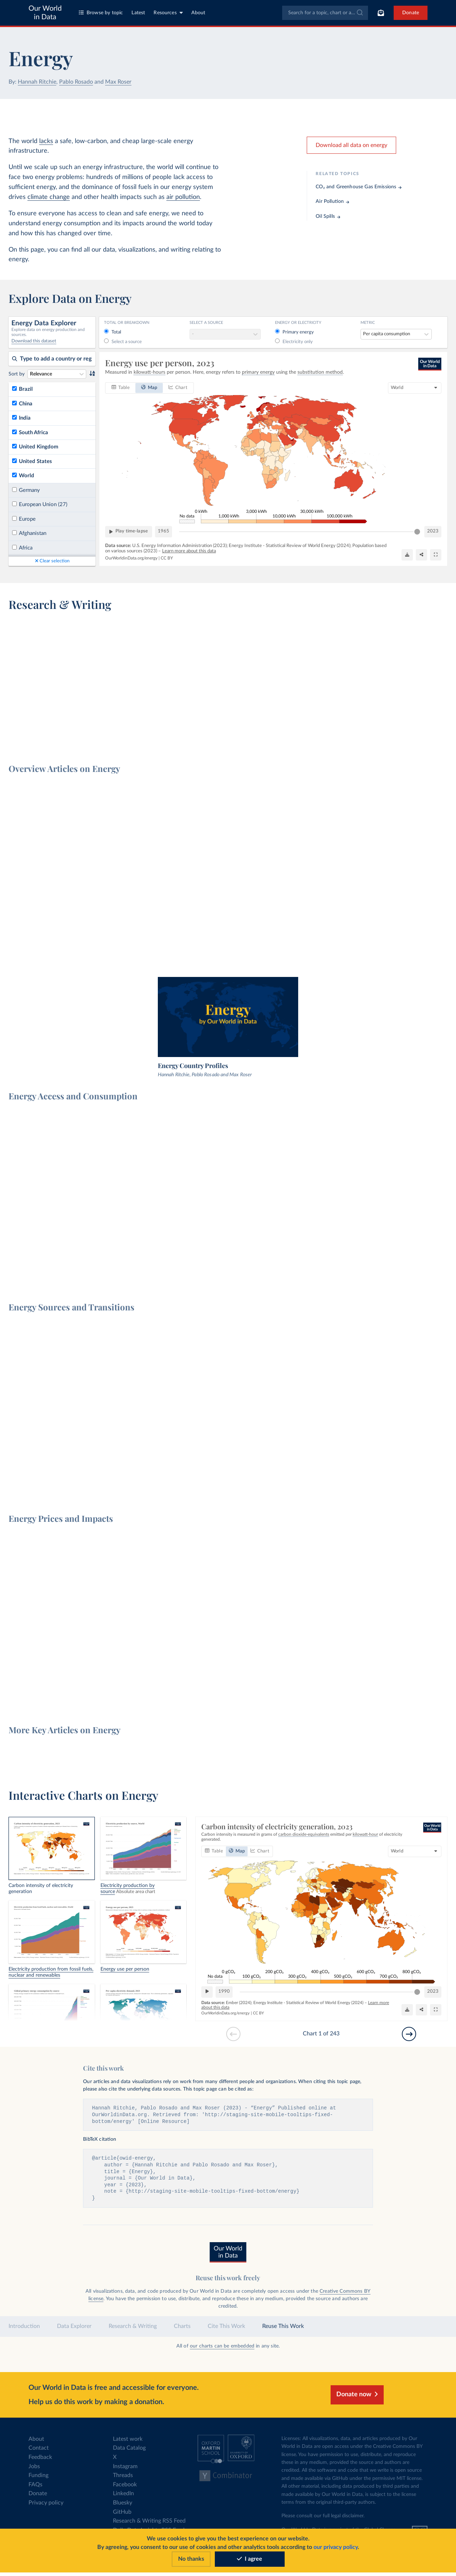 Our World
in Data
Browse by topic
Latest
Resources
About
Search for a topic, chart or a...
Donate
Energy
By: Hannah Ritchie, Pablo Rosado and Max Roser
The world lacks a safe, low-carbon, and cheap large-scale energy
infrastructure.
Until we scale up such an energy infrastructure, the world will continue to
face two energy problems: hundreds of millions of people lack access to
sufficient energy, and the dominance of fossil fuels in our energy system
drives climate change and other health impacts such as air pollution.
To ensure everyone has access to clean and safe energy, we need to
understand energy consumption and its impacts around the world today
and how this has changed over time.
On this page, you can find all our data, visualizations, and writing relating to
energy.
Download all data on energy
RELATED TOPICS
CO₂ and Greenhouse Gas Emissions →
Air Pollution →
Oil Spills →
Explore Data on Energy
Energy Data Explorer
Explore data on energy production and
sources.
Download this dataset
TOTAL OR BREAKDOWN
Total
Select a source
SELECT A SOURCE
ENERGY OR ELECTRICITY
Primary energy
Electricity only
METRIC
Per capita consumption
Type to add a country or reg
Sort by
Relevance
Brazil
China
India
South Africa
United Kingdom
United States
World
Germany
European Union (27)
Europe
Afghanistan
Africa
✕ Clear selection
Energy use per person, 2023
Measured in kilowatt-hours per person. Here, energy refers to primary energy using the substitution method.
Our World
in Data
Table
Map
Chart
World
No data
0 kWh
1,000 kWh
3,000 kWh
10,000 kWh
30,000 kWh
100,000 kWh
Play time-lapse
1965
2023
Data source: U.S. Energy Information Administration (2023); Energy Institute - Statistical Review of World Energy (2024); Population based
on various sources (2023) – Learn more about this data
OurWorldinData.org/energy | CC BY
Research & Writing
Overview Articles on Energy
Energy
by Our World in Data
Energy Country Profiles
Hannah Ritchie, Pablo Rosado and Max Roser
Energy Access and Consumption
Energy Sources and Transitions
Energy Prices and Impacts
More Key Articles on Energy
Interactive Charts on Energy
Carbon intensity of electricity
generation
Electricity production by
source Absolute area chart
Electricity production from fossil fuels,
nuclear and renewables
Energy use per person
Carbon intensity of electricity generation, 2023
Carbon intensity is measured in grams of carbon dioxide-equivalents emitted per kilowatt-hour of electricity
generated.
Our World
in Data
Table
Map
Chart
World
No data
0 gCO₂
100 gCO₂
200 gCO₂
300 gCO₂
400 gCO₂
500 gCO₂
600 gCO₂
700 gCO₂
800 gCO₂
1990
2023
Data source: Ember (2024); Energy Institute - Statistical Review of World Energy (2024) – Learn more
about this data
OurWorldinData.org/energy | CC BY
Chart 1 of 243
Cite this work
Our articles and data visualizations rely on work from many different people and organizations. When citing this topic page,
please also cite the underlying data sources. This topic page can be cited as:
Hannah Ritchie, Pablo Rosado and Max Roser (2023) - "Energy" Published online at
OurWorldinData.org. Retrieved from: 'http://staging-site-mobile-tooltips-fixed-
bottom/energy' [Online Resource]
BibTeX citation
@article{owid-energy,
author = {Hannah Ritchie and Pablo Rosado and Max Roser},
title = {Energy},
journal = {Our World in Data},
year = {2023},
note = {http://staging-site-mobile-tooltips-fixed-bottom/energy}
}
Our World
in Data
Reuse this work freely
All visualizations, data, and code produced by Our World in Data are completely open access under the Creative Commons BY
license. You have the permission to use, distribute, and reproduce these in any medium, provided the source and authors are
credited.
Introduction
Data Explorer
Research & Writing
Charts
Cite This Work
Reuse This Work
All of our charts can be embedded in any site.
Our World in Data is free and accessible for everyone.
Help us do this work by making a donation.
Donate now
About
Contact
Feedback
Jobs
Funding
FAQs
Donate
Privacy policy
Latest work
Data Catalog
X
Instagram
Threads
Facebook
LinkedIn
Bluesky
GitHub
Research & Writing RSS Feed
OXFORD
MARTIN
SCHOOL
UNIVERSITY OF
OXFORD
Y Combinator
Licenses: All visualizations, data, and articles produced by Our
World in Data are open access under the Creative Commons BY
license. You have permission to use, distribute, and reproduce
these in any medium, provided the source and authors are
credited. All the software and code that we write is open source
and made available via GitHub under the permissive MIT license.
All other material, including data produced by third parties and
made available by Our World in Data, is subject to the license
terms from the original third-party authors.
Please consult our full legal disclaimer.
We use cookies to give you the best experience on our website.
By agreeing, you consent to our use of cookies and other analytics tools according to our privacy policy.
No thanks
I agree